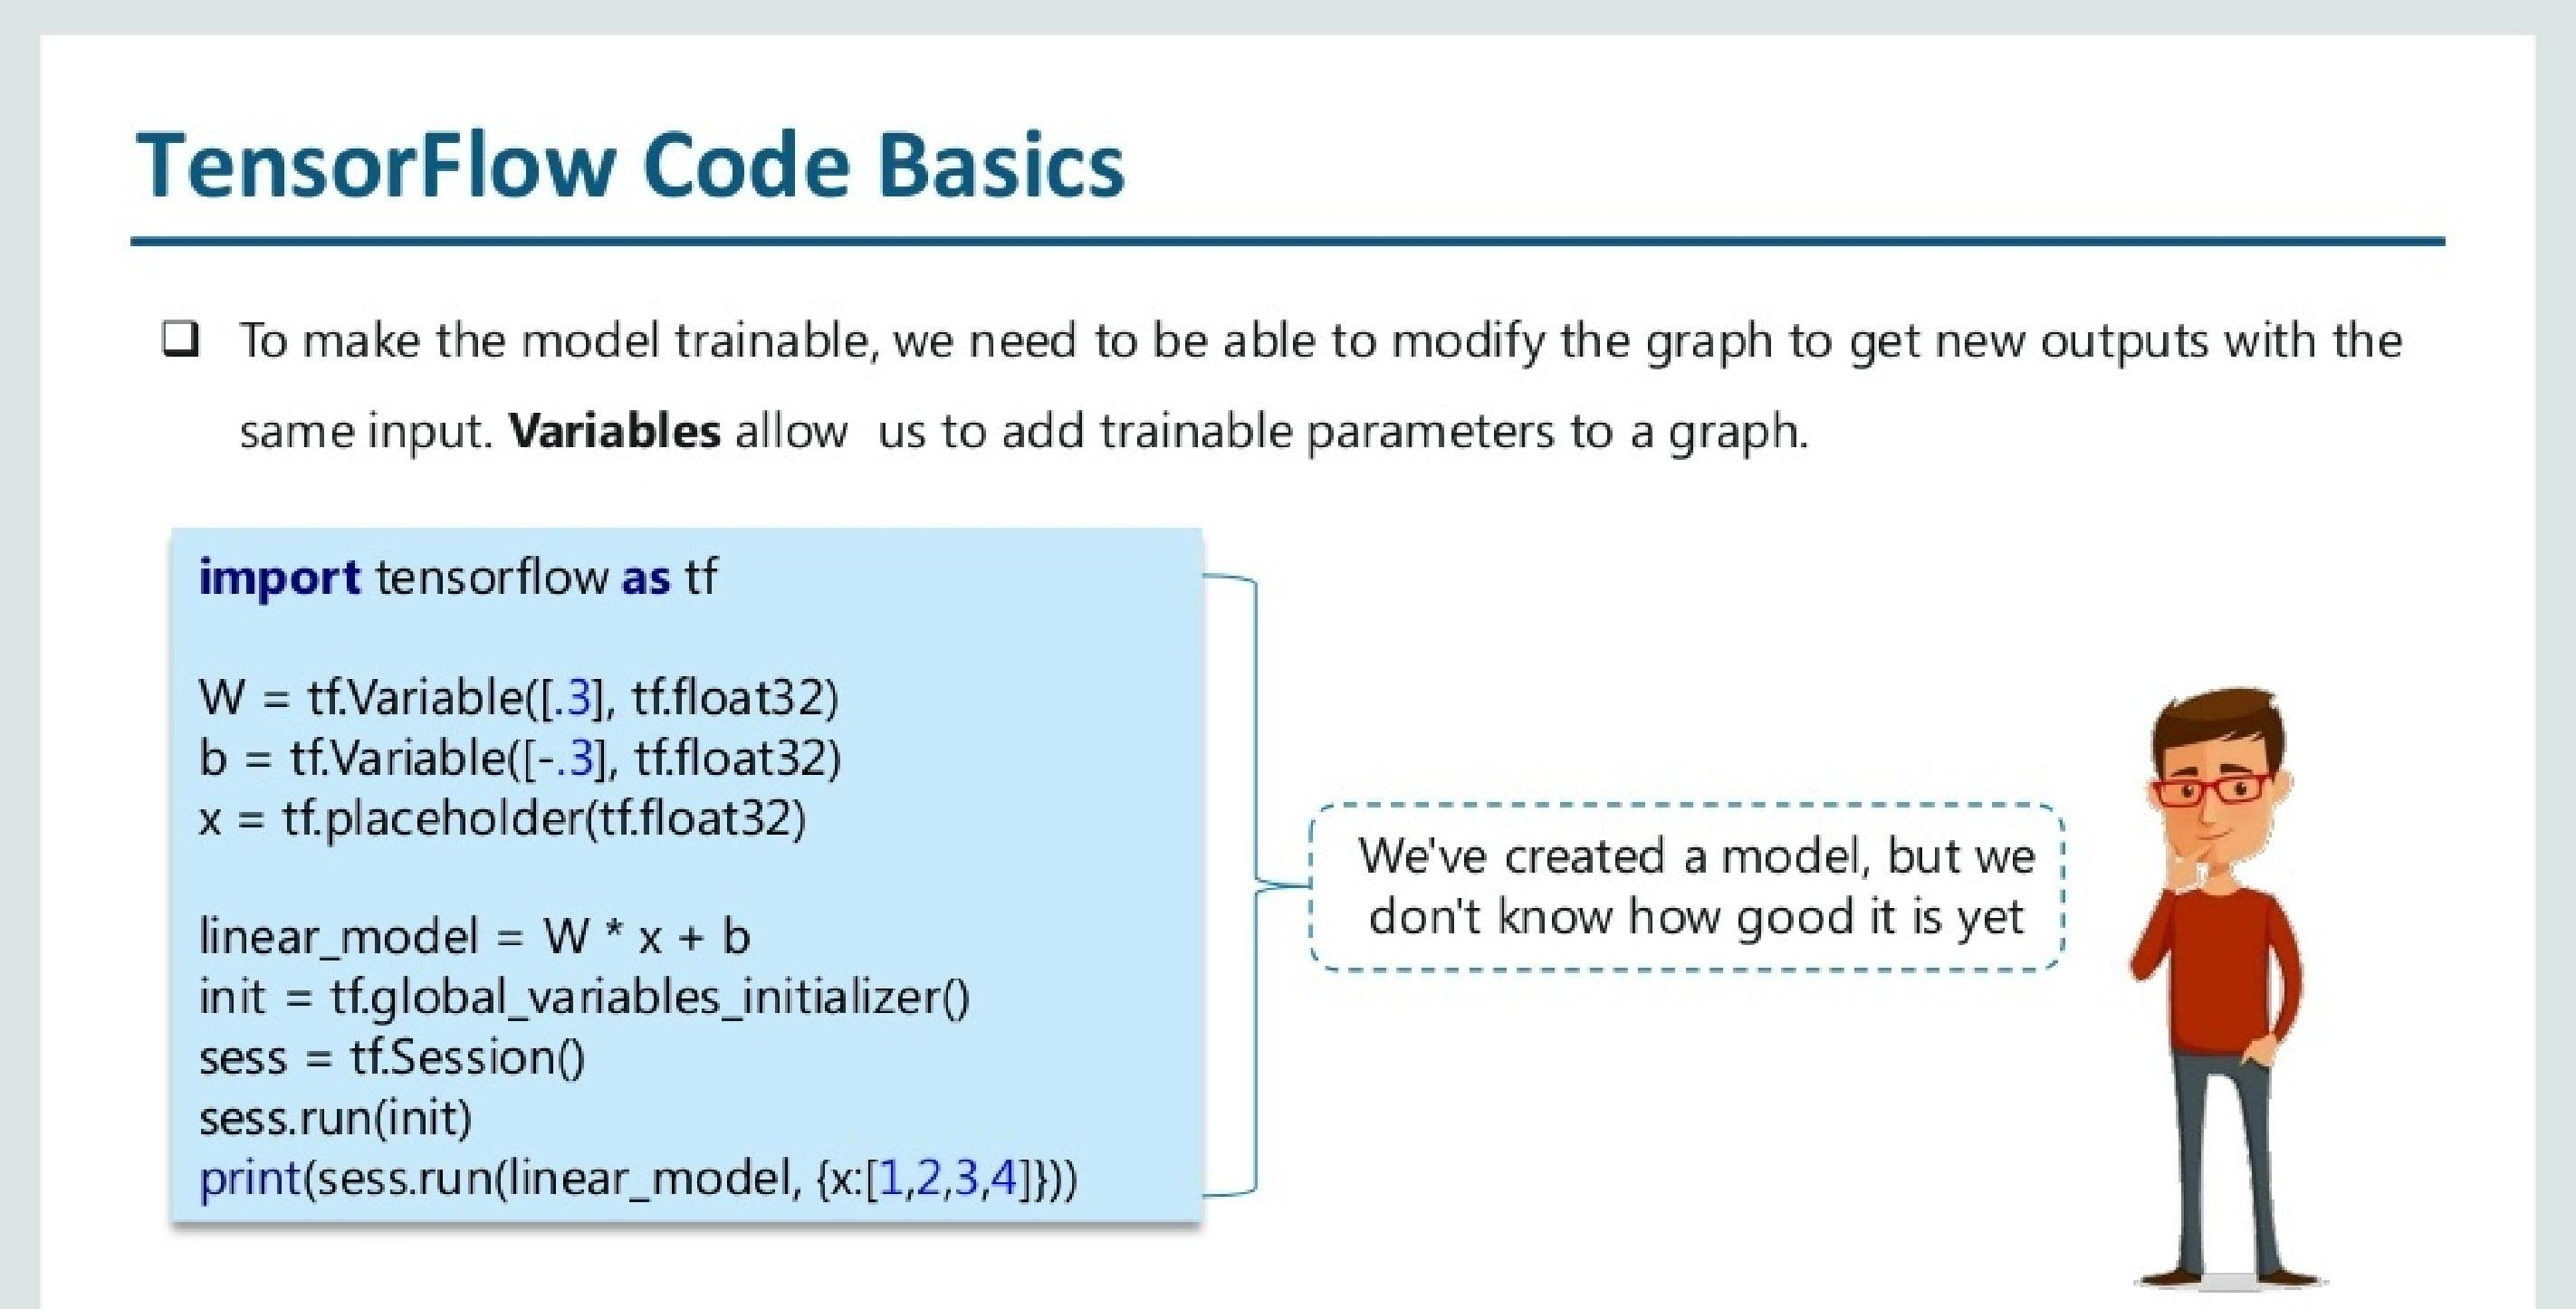 TensorFlow Code Basics
To make the model trainable, we need to be able to modify the graph to get new outputs with the
same input. Variables allow us to add trainable parameters to a graph.
import tensorflow as tf
W = tf.Variable([.3], tf.float32)
b = tf.Variable([-.3], tf.float32)
x = tf.placeholder(tf.float32)
linear_model = W * x + b
init = tf.global_variables_initializer()
sess = tf.Session()
sess.run(init)
print(sess.run(linear_model, {x:[1,2,3,4]}))
We've created a model, but we
don't know how good it is yet